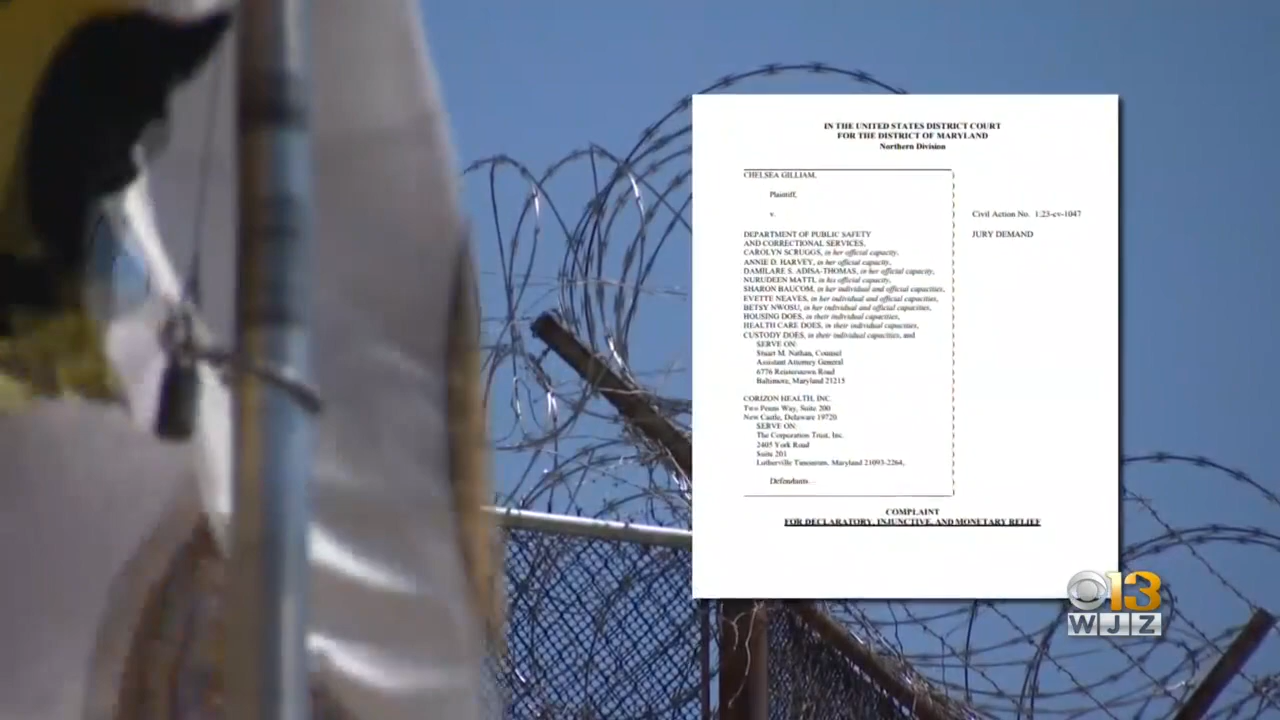 IN THE UNITED STATES DISTRICT COURT
FOR THE DISTRICT OF MARYLAND
Northern Division
CHELSEA GILLIAM,
Plaintiff,
v.
DEPARTMENT OF PUBLIC SAFETY
AND CORRECTIONAL SERVICES,
CAROLYN SCRUGGS, in her official capacity,
ANNIE D. HARVEY, in her official capacity,
DAMILARE S. ADISA-THOMAS, in her official capacity,
NURUDEEN MATTI, in his official capacity,
SHARON BAUCOM, in her individual and official capacities,
EVETTE NEAVES, in her individual and official capacities,
BETSY NWOSU, in her individual and official capacities,
HOUSING DOES, in their individual capacities,
HEALTH CARE DOES, in their individual capacities,
CUSTODY DOES, in their individual capacities, and
SERVE ON:
Stuart M. Nathan, Counsel
Assistant Attorney General
6776 Reisterstown Road
Baltimore, Maryland 21215
CORIZON HEALTH, INC.
Two Penns Way, Suite 200
New Castle, Delaware 19720
SERVE ON:
The Corporation Trust, Inc.
2405 York Road
Suite 201
Lutherville Timonium, Maryland 21093-2264,
Defendants.
Civil Action No. 1:23-cv-1047
JURY DEMAND
COMPLAINT
FOR DECLARATORY, INJUNCTIVE, AND MONETARY RELIEF
13
WJZ